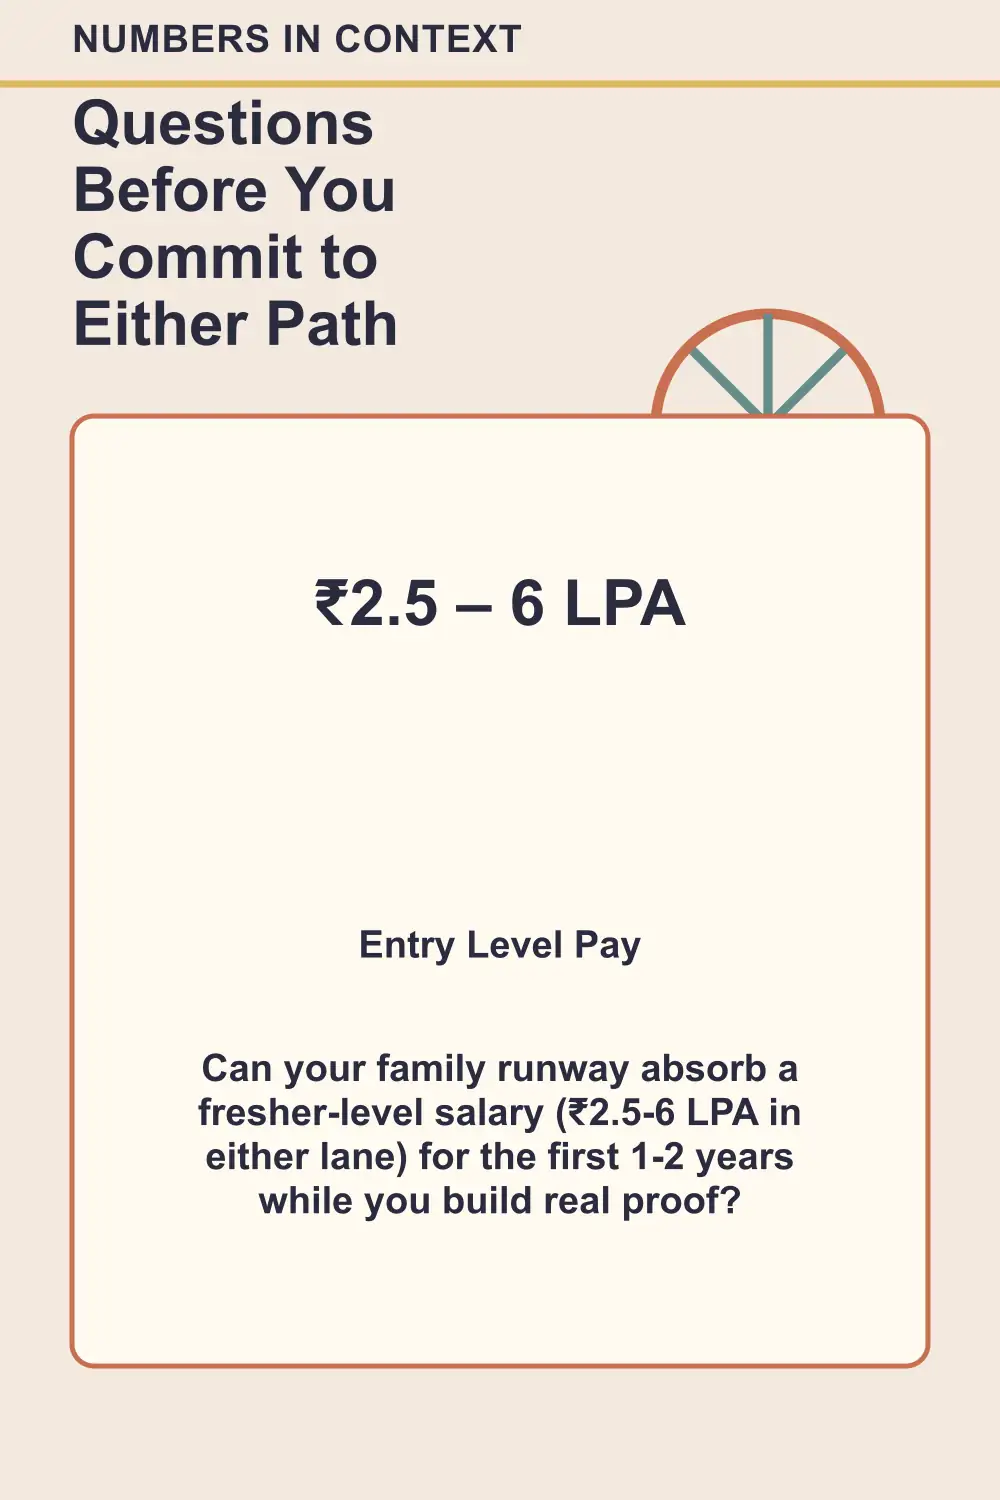 NUMBERS IN CONTEXT
Questions
Before You
Commit to
Either Path
₹2.5 – 6 LPA
Entry Level Pay
Can your family runway absorb a
fresher-level salary (₹2.5-6 LPA in
either lane) for the first 1-2 years
while you build real proof?